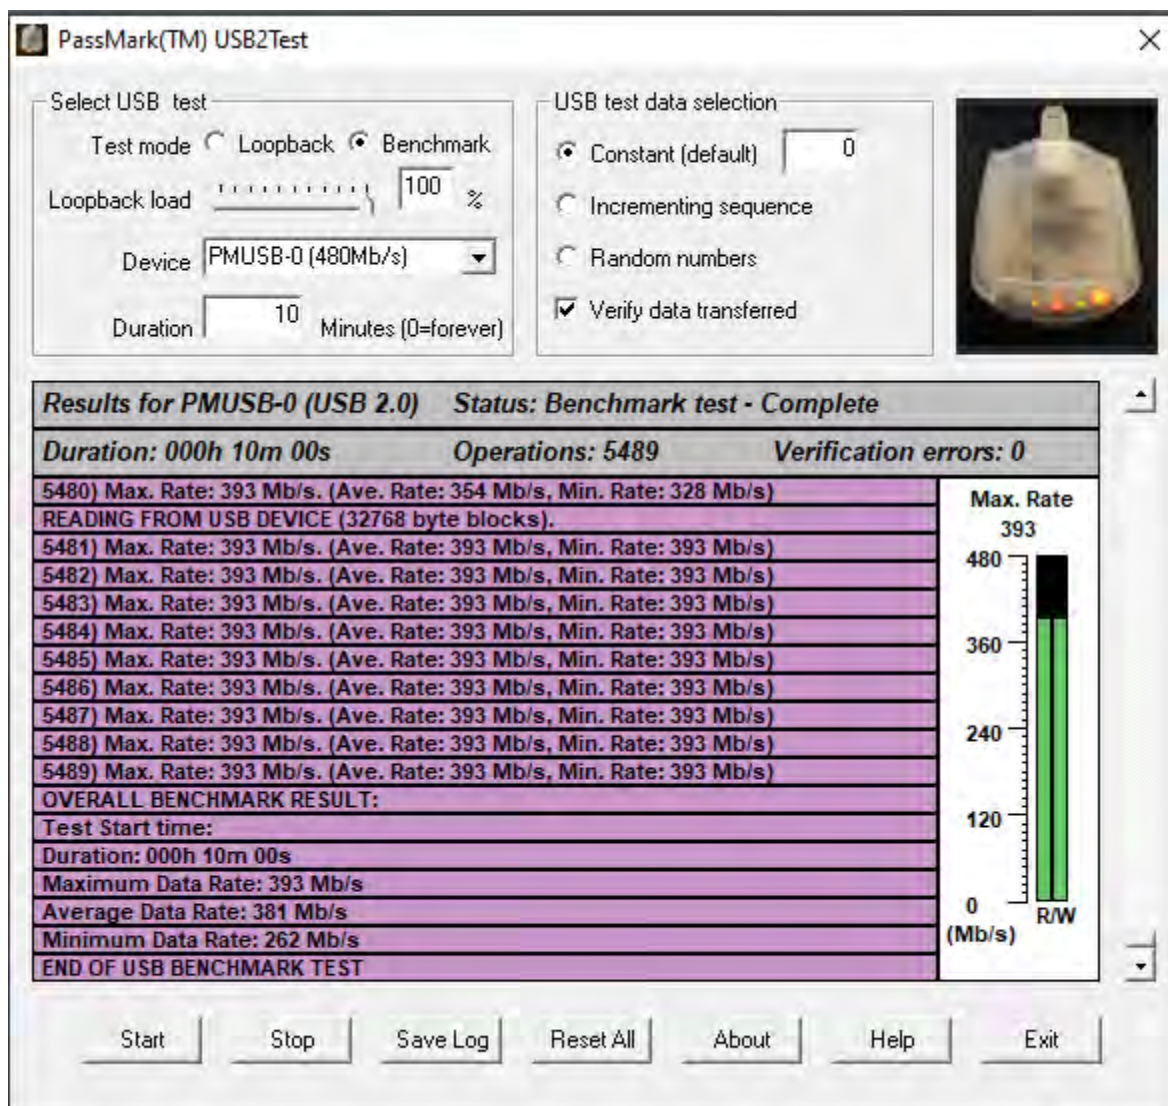 PassMark(TM) USB2Test
Select USB test
Test mode Loopback Benchmark
Loopback load 100 %
Device PMUSB-0 (480Mb/s)
Duration 10 Minutes (0=forever)
USB test data selection
Constant (default) 0
Incrementing sequence
Random numbers
Verify data transferred
Results for PMUSB-0 (USB 2.0) Status: Benchmark test - Complete
Duration: 000h 10m 00s Operations: 5489 Verification errors: 0
5480) Max. Rate: 393 Mb/s. (Ave. Rate: 354 Mb/s, Min. Rate: 328 Mb/s)
READING FROM USB DEVICE (32768 byte blocks).
5481) Max. Rate: 393 Mb/s. (Ave. Rate: 393 Mb/s, Min. Rate: 393 Mb/s)
5482) Max. Rate: 393 Mb/s. (Ave. Rate: 393 Mb/s, Min. Rate: 393 Mb/s)
5483) Max. Rate: 393 Mb/s. (Ave. Rate: 393 Mb/s, Min. Rate: 393 Mb/s)
5484) Max. Rate: 393 Mb/s. (Ave. Rate: 393 Mb/s, Min. Rate: 393 Mb/s)
5485) Max. Rate: 393 Mb/s. (Ave. Rate: 393 Mb/s, Min. Rate: 393 Mb/s)
5486) Max. Rate: 393 Mb/s. (Ave. Rate: 393 Mb/s, Min. Rate: 393 Mb/s)
5487) Max. Rate: 393 Mb/s. (Ave. Rate: 393 Mb/s, Min. Rate: 393 Mb/s)
5488) Max. Rate: 393 Mb/s. (Ave. Rate: 393 Mb/s, Min. Rate: 393 Mb/s)
5489) Max. Rate: 393 Mb/s. (Ave. Rate: 393 Mb/s, Min. Rate: 393 Mb/s)
OVERALL BENCHMARK RESULT:
Test Start time:
Duration: 000h 10m 00s
Maximum Data Rate: 393 Mb/s
Average Data Rate: 381 Mb/s
Minimum Data Rate: 262 Mb/s
END OF USB BENCHMARK TEST
Max. Rate
393
480
360
240
120
0
R/W
(Mb/s)
Start Stop Save Log Reset All About Help Exit